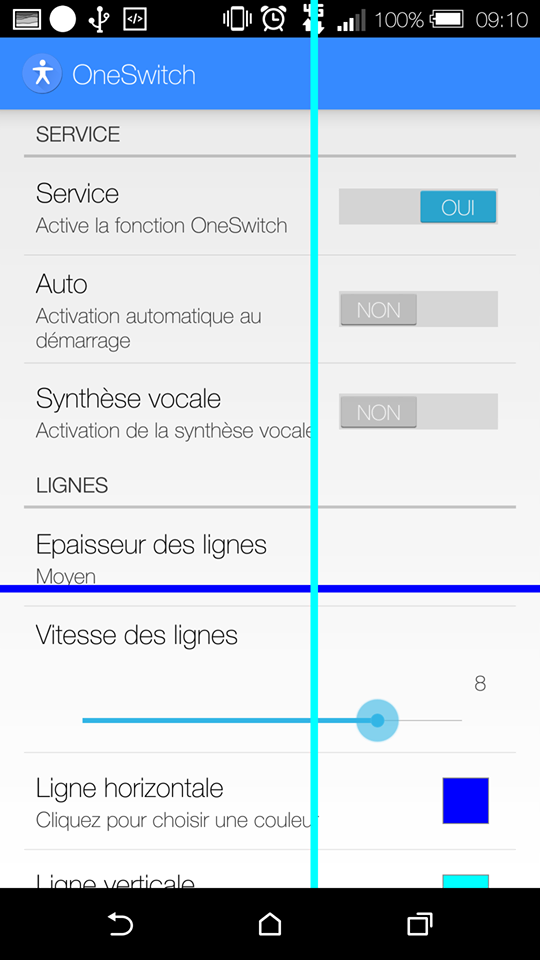 100% 09:10
OneSwitch
SERVICE
Service
Active la fonction OneSwitch
OUI
Auto
Activation automatique au
démarrage
NON
Synthèse vocale
Activation de la synthèse vocale
NON
LIGNES
Epaisseur des lignes
Moyen
Vitesse des lignes
8
Ligne horizontale
Cliquez pour choisir une couleur
Ligne verticale